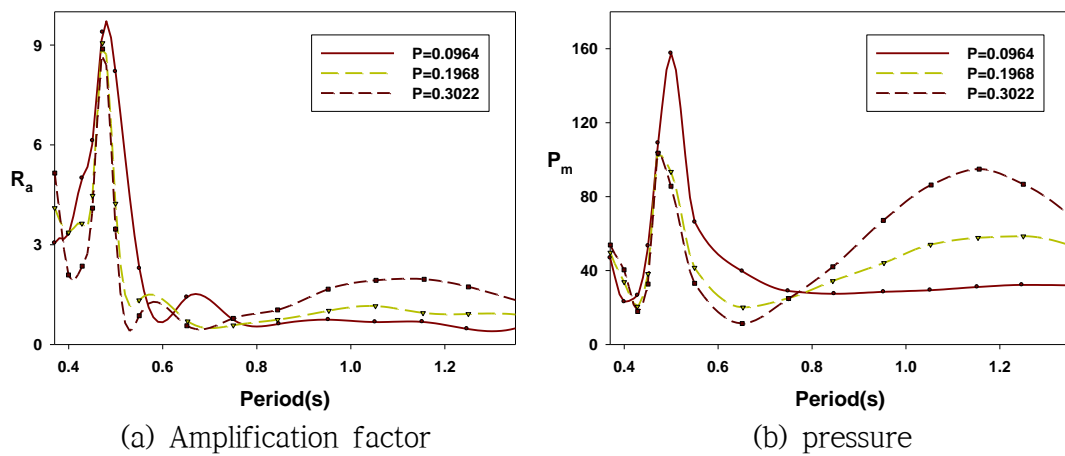 9
6
3
0
R_a
0.4 0.6 0.8 1.0 1.2
Period(s)
P=0.0964
P=0.1968
P=0.3022
(a) Amplification factor
160
120
80
40
0
P_m
0.4 0.6 0.8 1.0 1.2
Period(s)
P=0.0964
P=0.1968
P=0.3022
(b) pressure